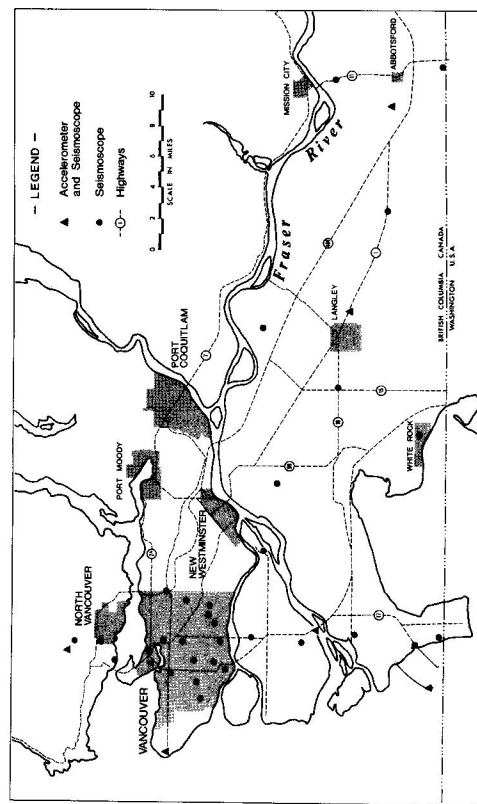 — LEGEND —
Accelerometer
and Seismoscope
Seismoscope
Highways
0 2 4 6 8 10
SCALE IN MILES
NORTH
VANCOUVER
VANCOUVER
PORT MOODY
PORT
COQUITLAM
NEW
WESTMINSTER
MISSION CITY
ABBOTSFORD
Fraser
River
LANGLEY
WHITE ROCK
BRITISH COLUMBIA CANADA
WASHINGTON U.S.A.